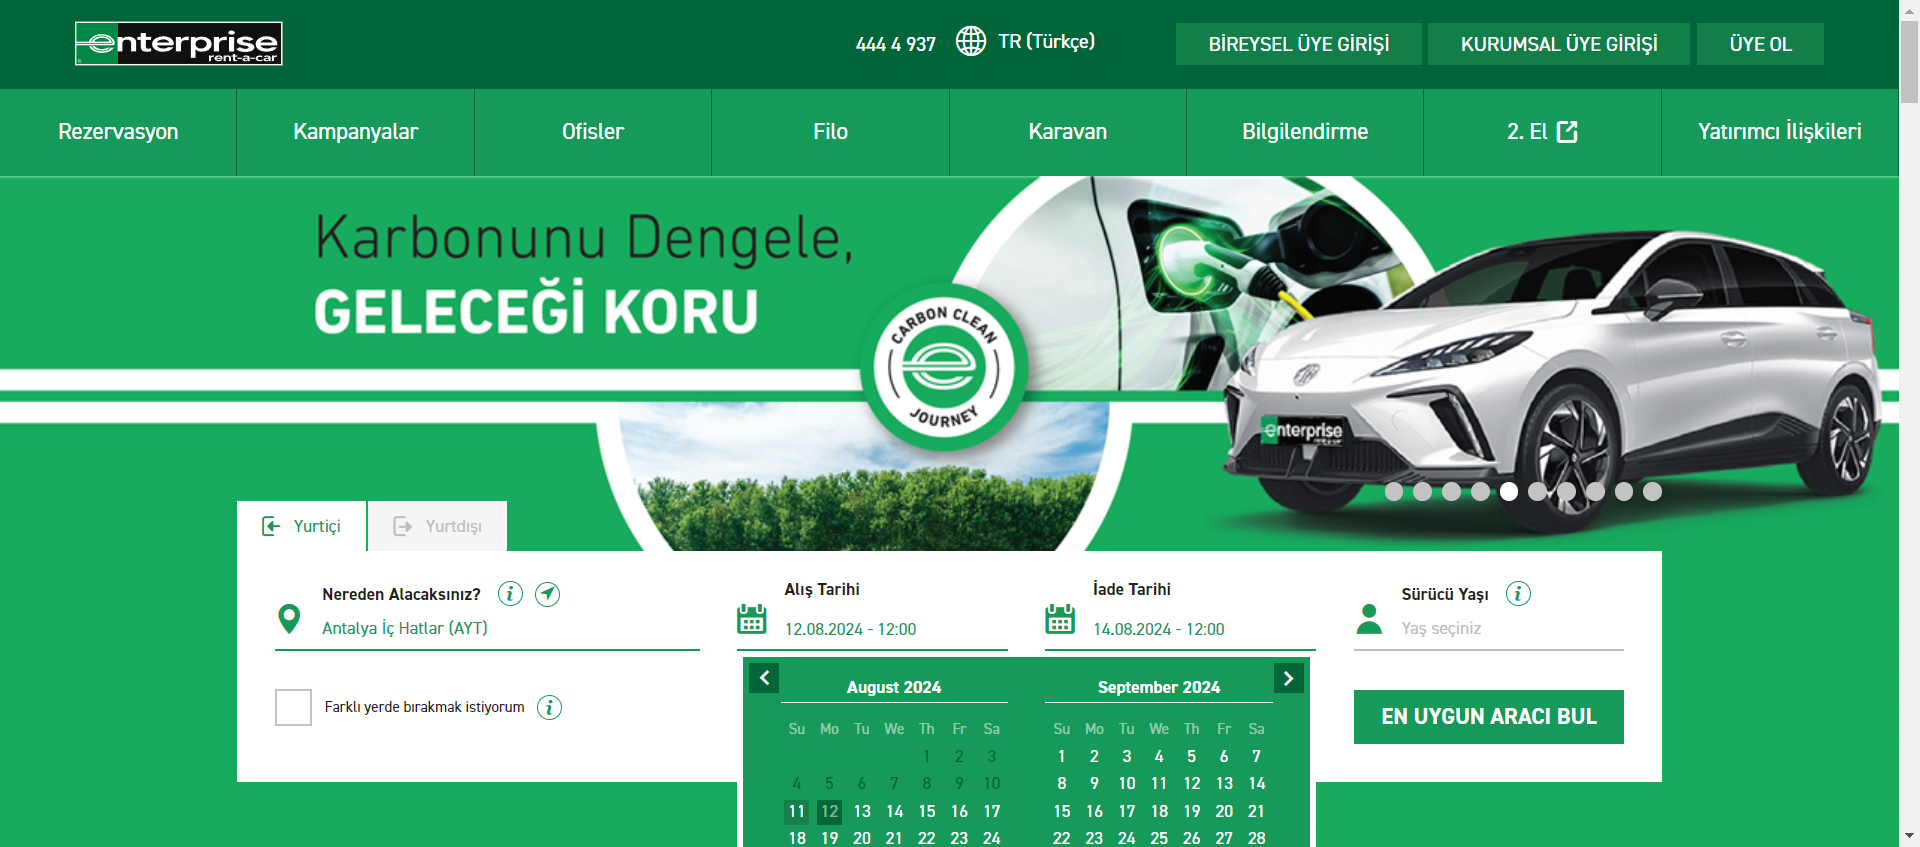 enterprise
rent-a-car
444 4 937
TR (Türkçe)
BİREYSEL ÜYE GİRİŞİ
KURUMSAL ÜYE GİRİŞİ
ÜYE OL
Rezervasyon
Kampanyalar
Ofisler
Filo
Karavan
Bilgilendirme
2. El
Yatırımcı İlişkileri
Karbonunu Dengele,
GELECEĞİ KORU
CARBON CLEAN
JOURNEY
enterprise
rent-a-car
Yurtiçi
Yurtdışı
Nereden Alacaksınız?
Antalya İç Hatlar (AYT)
Farklı yerde bırakmak istiyorum
Alış Tarihi
12.08.2024 - 12:00
İade Tarihi
14.08.2024 - 12:00
Sürücü Yaşı
Yaş seçiniz
EN UYGUN ARACI BUL
August 2024
Su Mo Tu We Th Fr Sa
1 2 3
4 5 6 7 8 9 10
11 12 13 14 15 16 17
18 19 20 21 22 23 24
September 2024
Su Mo Tu We Th Fr Sa
1 2 3 4 5 6 7
8 9 10 11 12 13 14
15 16 17 18 19 20 21
22 23 24 25 26 27 28